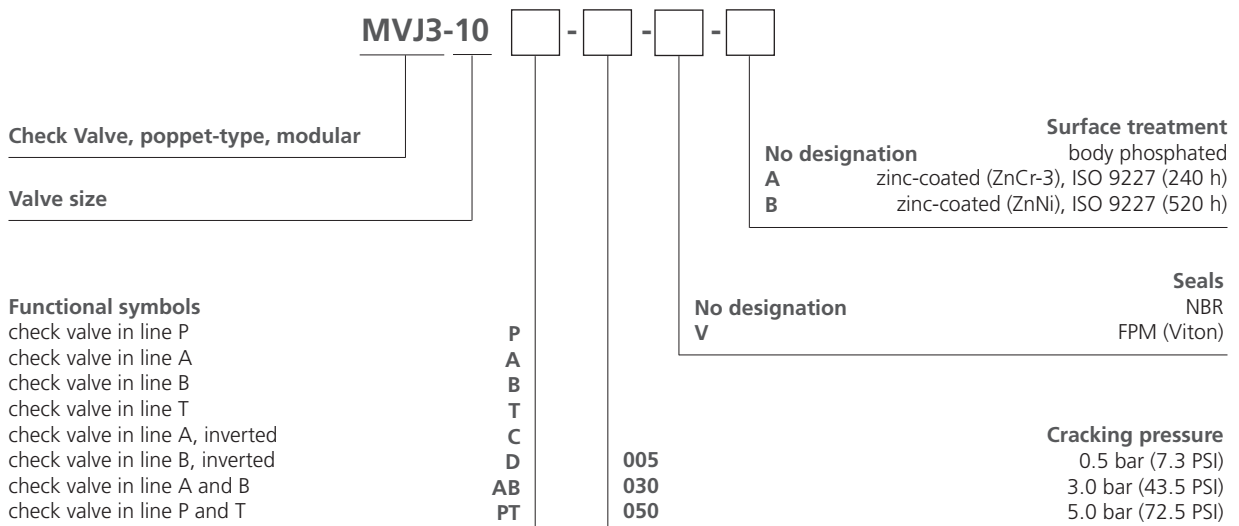 MVJ3-10 - - -
Check Valve, poppet-type, modular
Valve size
Surface treatment
No designation body phosphated
A zinc-coated (ZnCr-3), ISO 9227 (240 h)
B zinc-coated (ZnNi), ISO 9227 (520 h)
Seals
No designation NBR
V FPM (Viton)
Functional symbols
check valve in line P P
check valve in line A A
check valve in line B B
check valve in line T T
check valve in line A, inverted C
check valve in line B, inverted D
check valve in line A and B AB
check valve in line P and T PT
Cracking pressure
005 0.5 bar (7.3 PSI)
030 3.0 bar (43.5 PSI)
050 5.0 bar (72.5 PSI)